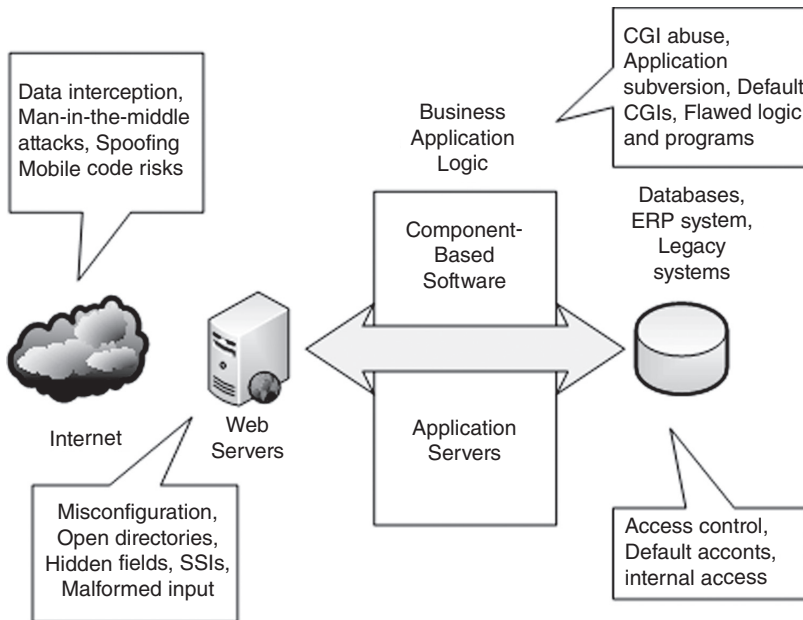 Data interception,
Man-in-the-middle
attacks, Spoofing
Mobile code risks
Business
Application
Logic
CGI abuse,
Application
subversion, Default
CGIs, Flawed logic
and programs
Component-
Based
Software
Databases,
ERP system,
Legacy
systems
Internet
Web
Servers
Application
Servers
Misconfiguration,
Open directories,
Hidden fields, SSIs,
Malformed input
Access control,
Default acconts,
internal access